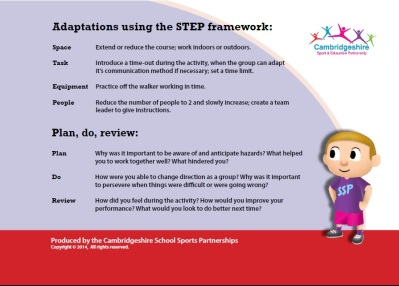 Adaptations using the STEP framework:
Cambridgeshire
Sport & Education Partnership
Space Extend or reduce the course; work indoors or outdoors.
Task Introduce a time-out during the activity, when the group can adapt
it's communication method if necessary; set a time limit.
Equipment Practice off the walker working in time.
People Reduce the number of people to 2 and slowly increase; create a team
leader to give instructions.
Plan, do, review:
Plan Why was it important to be aware of and anticipate hazards? What helped
you to work together well? What hindered you?
Do How were you able to change direction as a group? Why was it important
to persevere when things were difficult or were going wrong?
Review How did you feel during the activity? How would you improve your
performance? What would you look to do better next time?
SSP
Produced by the Cambridgeshire School Sports Partnerships
Copyright © 2014, All rights reserved.